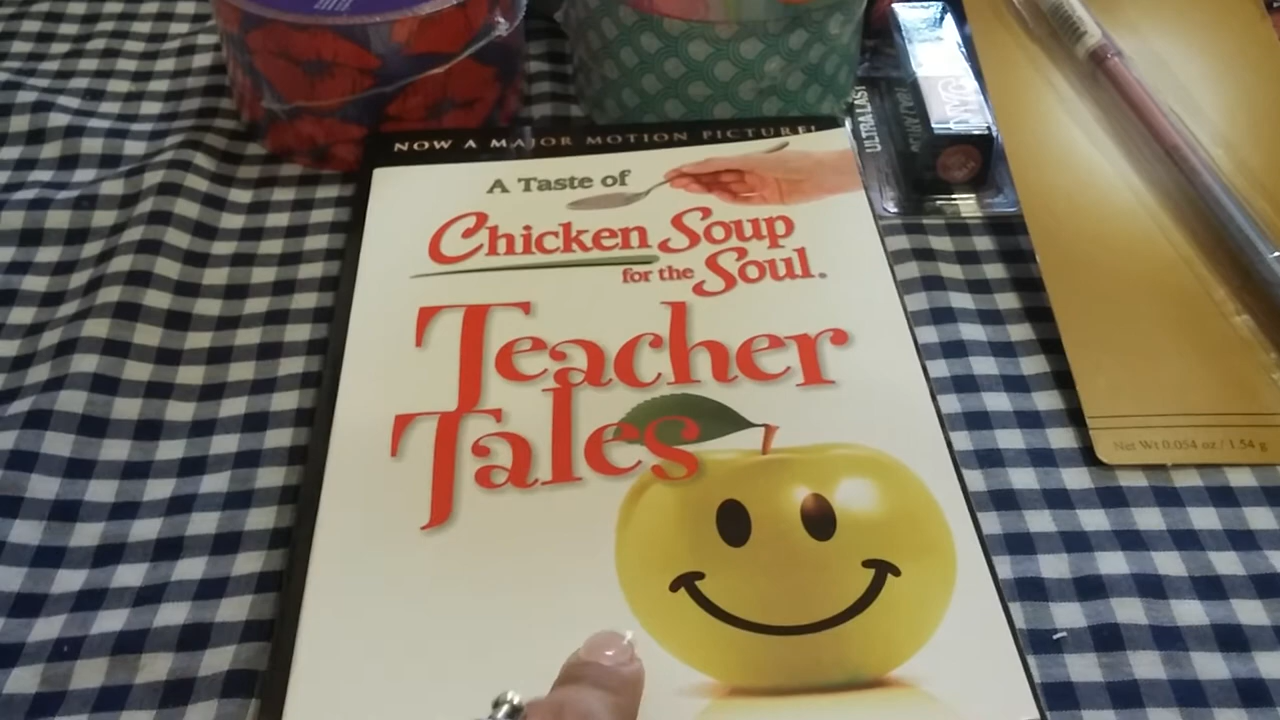 NOW A MAJOR MOTION PICTURE!
A Taste of
Chicken Soup
for the Soul.
Teacher
Tales
ULTRA LAST
NYC
Net Wt 0.054 oz / 1.54 g